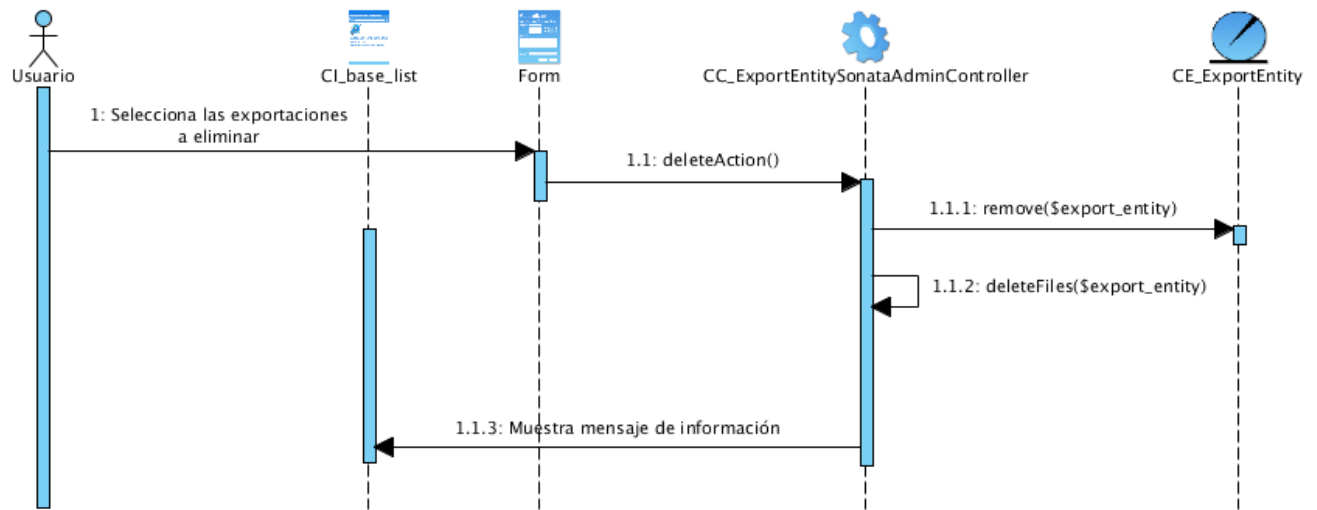 Usuario
CI_base_list
Form
CC_ExportEntitySonataAdminController
CE_ExportEntity
1: Selecciona las exportaciones
a eliminar
1.1: deleteAction()
1.1.1: remove($export_entity)
1.1.2: deleteFiles($export_entity)
1.1.3: Muestra mensaje de información